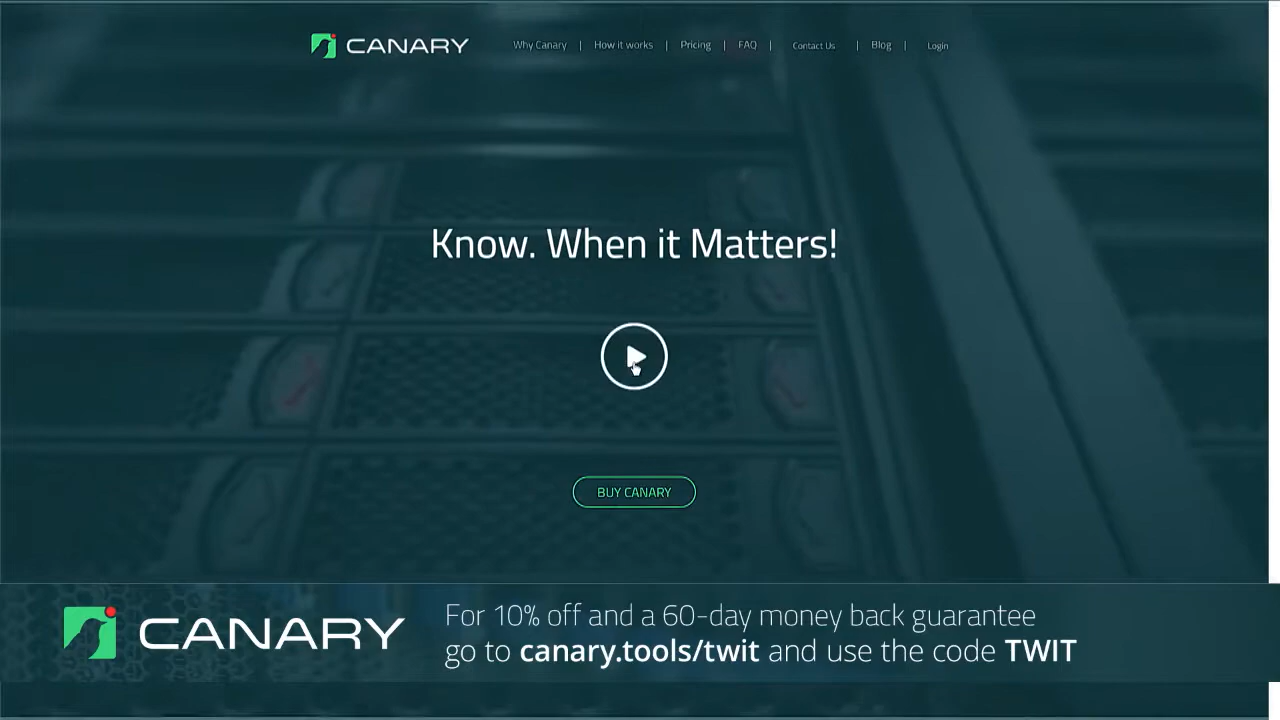 CANARY
Why Canary | How it works | Pricing | FAQ | Contact Us | Blog | Login
Know. When it Matters!
BUY CANARY
CANARY
For 10% off and a 60-day money back guarantee
go to canary.tools/twit and use the code TWIT